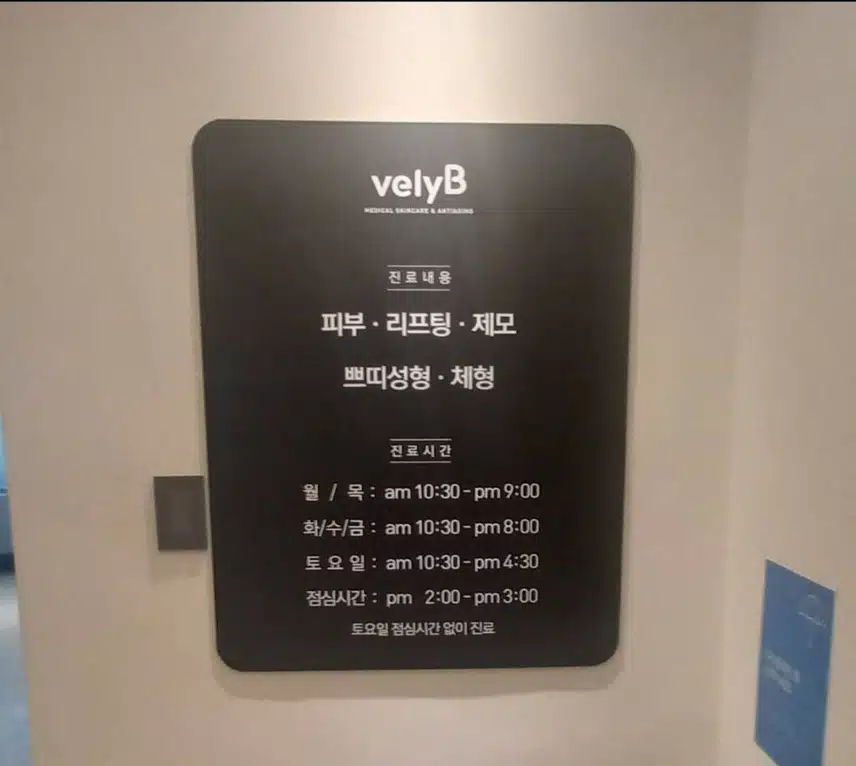 velyB
MEDICAL SKINCARE & ANTIAGING
진료내용
피부 · 리프팅 · 제모
쁘띠성형 · 체형
진료시간
월 / 목 : am 10:30 - pm 9:00
화/수/금 : am 10:30 - pm 8:00
토 요 일 : am 10:30 - pm 4:30
점심시간 : pm 2:00 - pm 3:00
토요일 점심시간 없이 진료